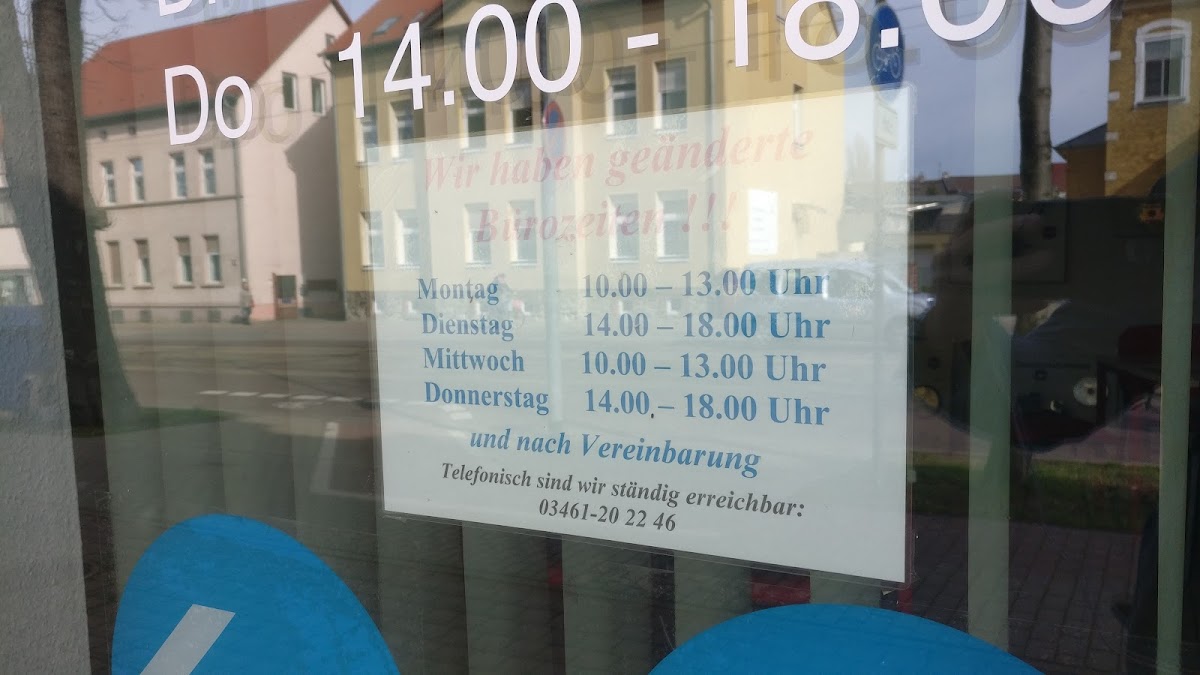 Do 14.00 - 18.00
Wir haben geänderte
Bürozeiten !!!
Montag 10.00 – 13.00 Uhr
Dienstag 14.00 – 18.00 Uhr
Mittwoch 10.00 – 13.00 Uhr
Donnerstag 14.00 – 18.00 Uhr
und nach Vereinbarung
Telefonisch sind wir ständig erreichbar:
03461-20 22 46